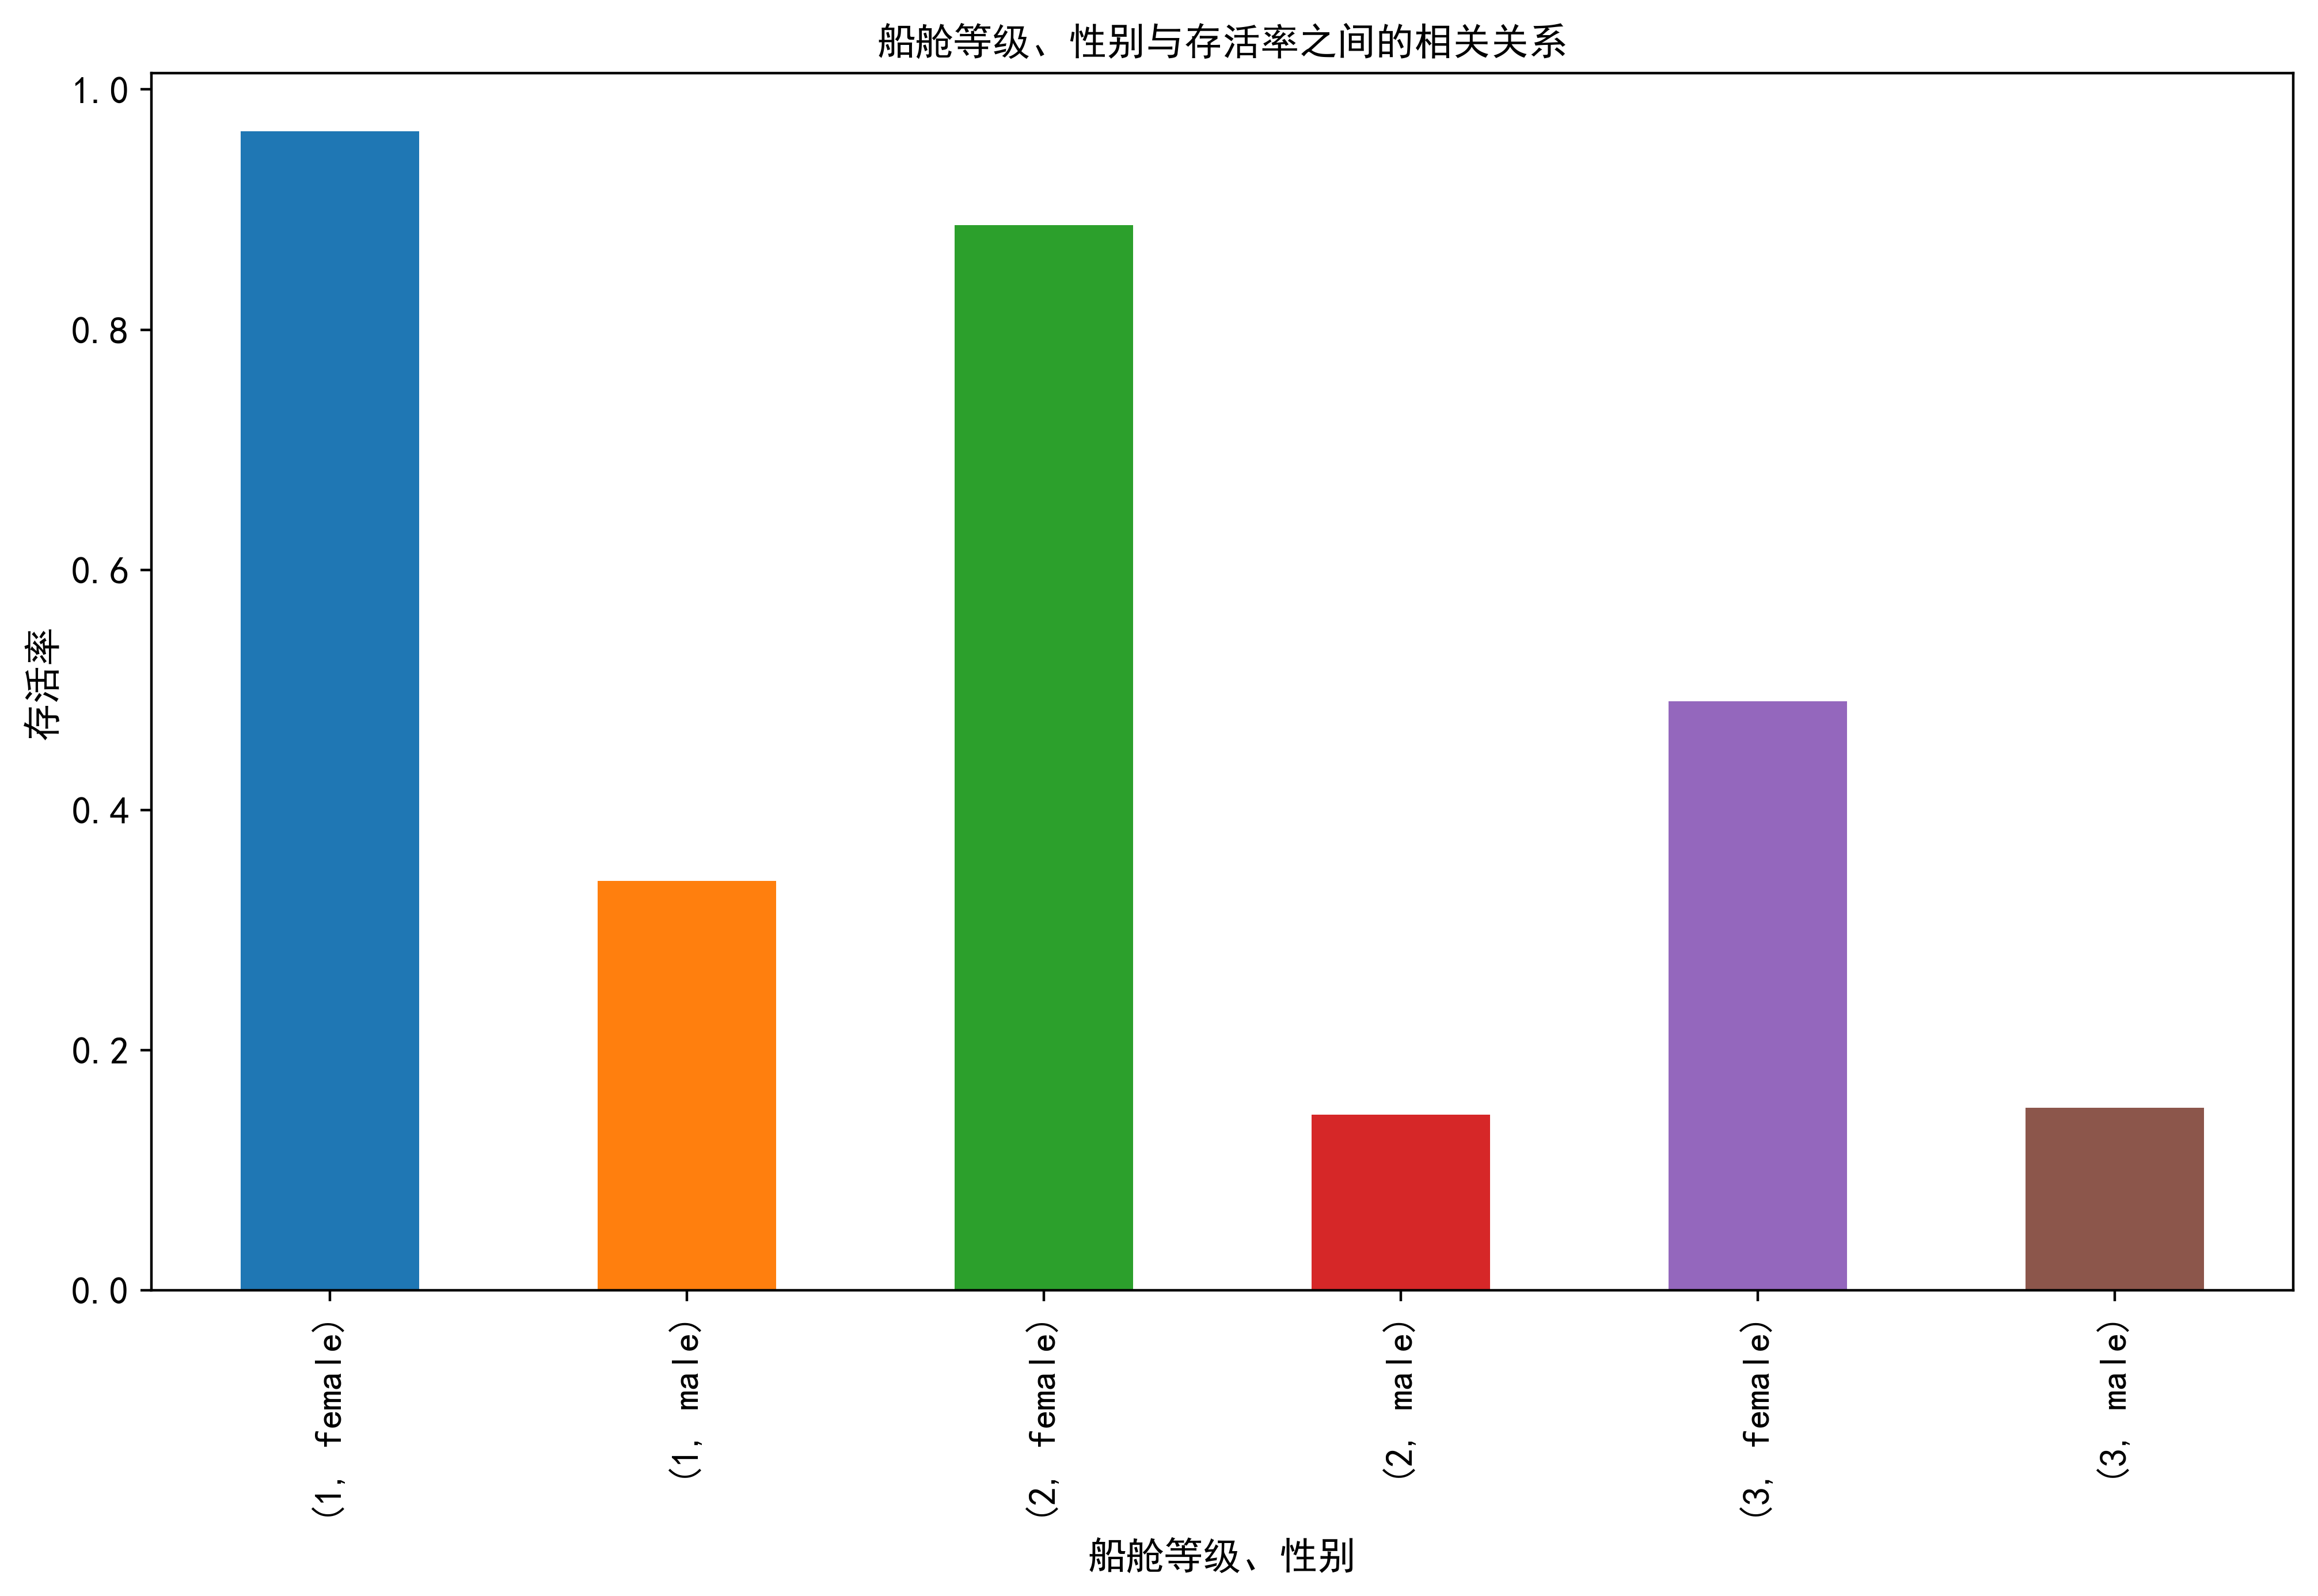 船舱等级、性别与存活率之间的相关关系
存活率
1.0
0.8
0.6
0.4
0.2
0.0
(1, female)
(1, male)
(2, female)
(2, male)
(3, female)
(3, male)
船舱等级、性别